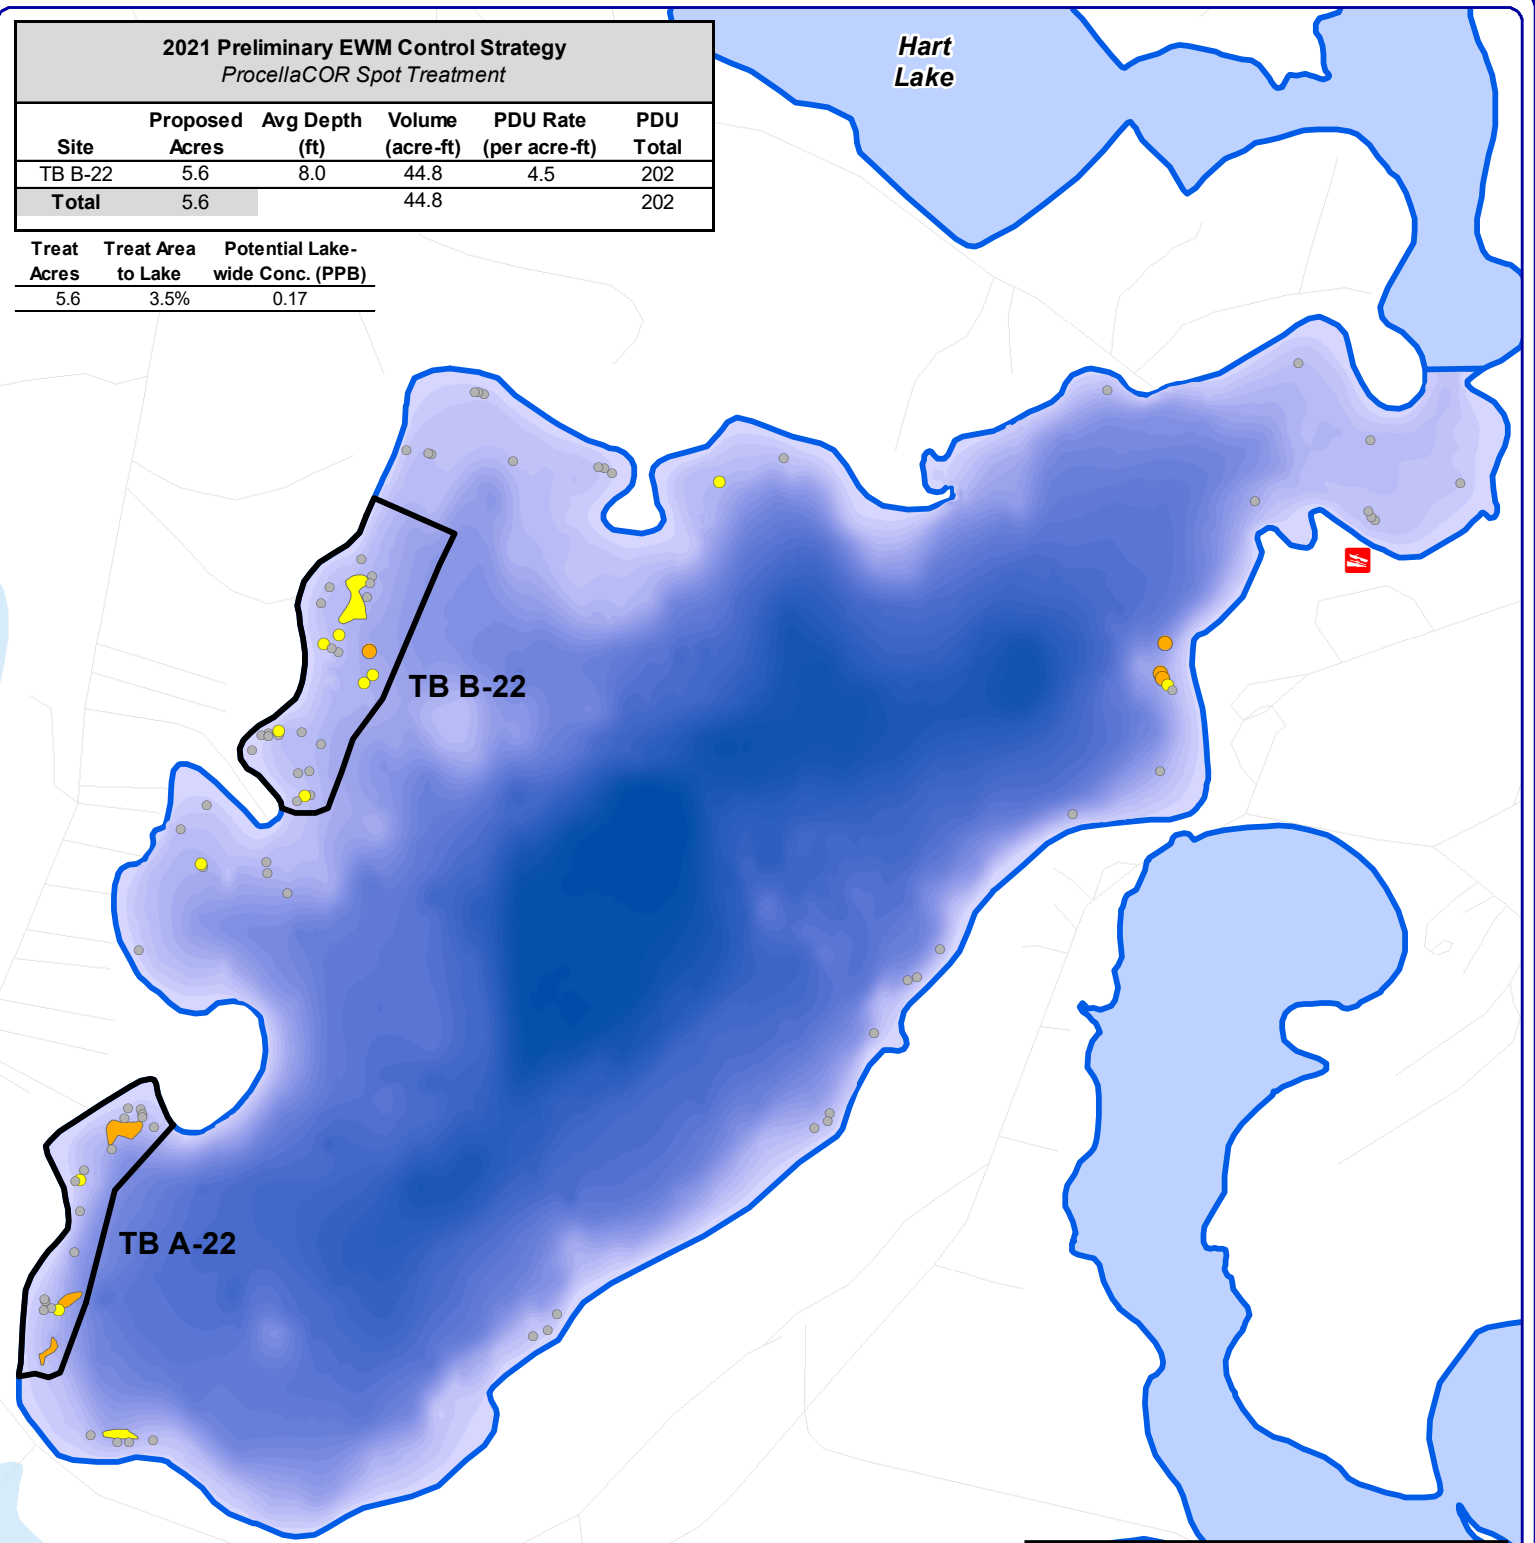 2021 Preliminary EWM Control Strategy
ProcellaCOR Spot Treatment
Site Proposed Acres Avg Depth (ft) Volume (acre-ft) PDU Rate (per acre-ft) PDU Total
TB B-22 5.6 8.0 44.8 4.5 202
Total 5.6 44.8 202
Treat Acres Treat Area to Lake Potential Lake-wide Conc. (PPB)
5.6 3.5% 0.17
Hart
Lake
TB B-22
TB A-22